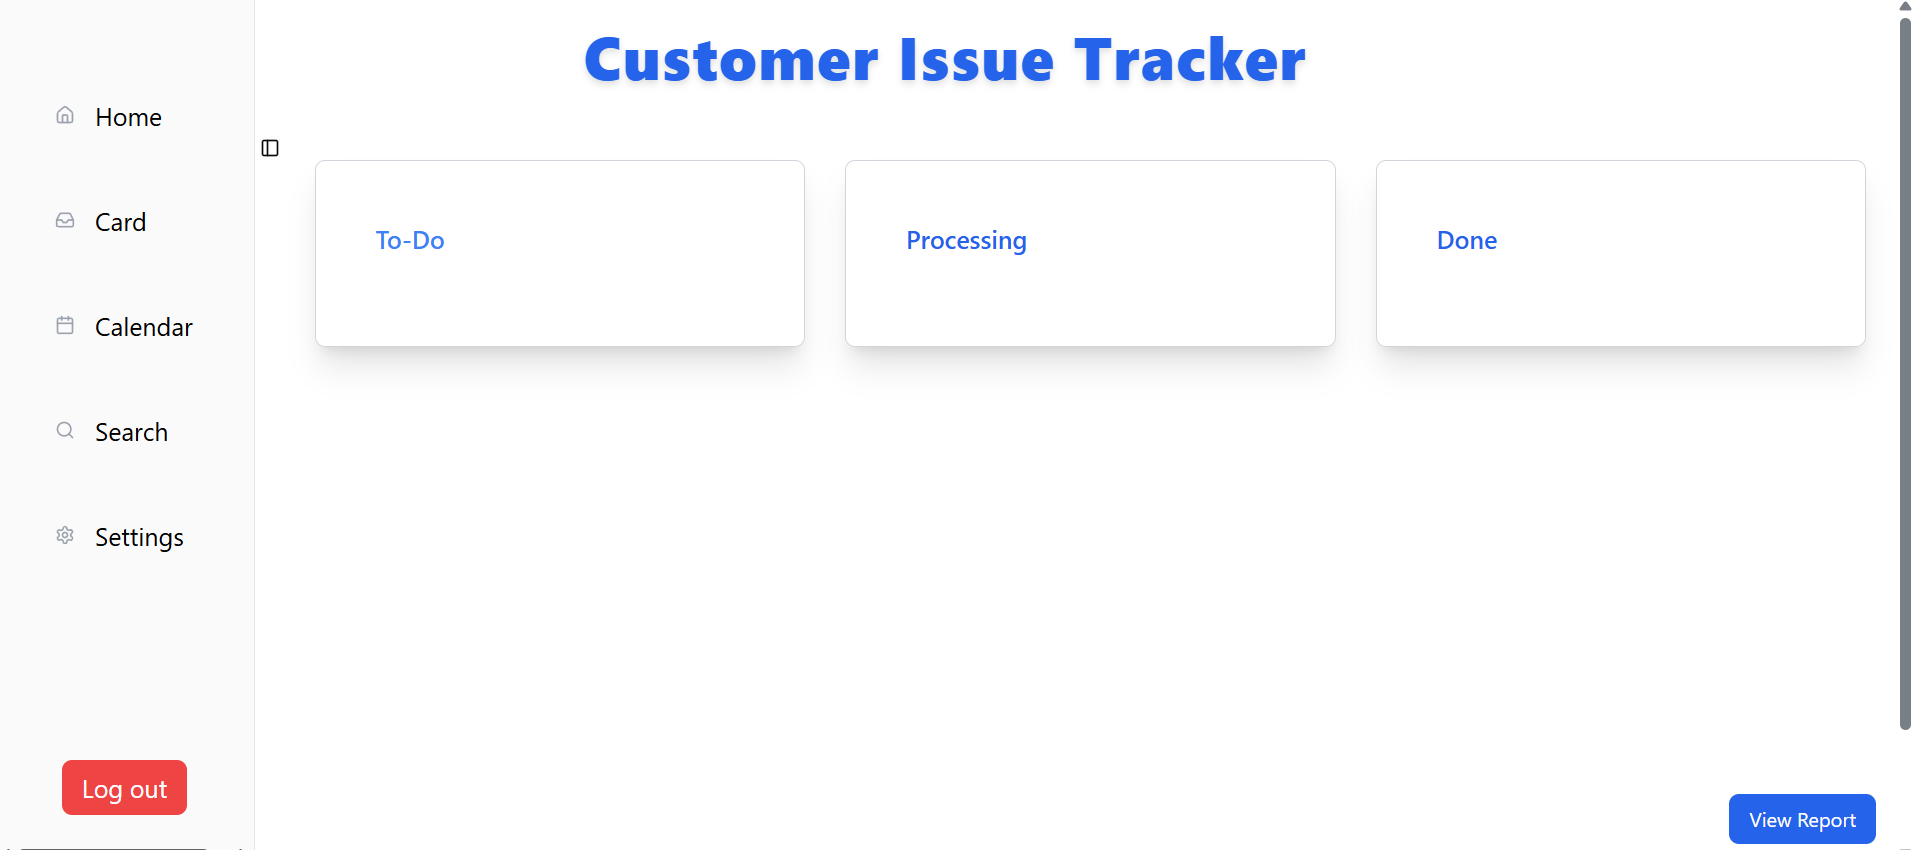 Customer Issue Tracker
Home
Card
Calendar
Search
Settings
Log out
To-Do
Processing
Done
View Report